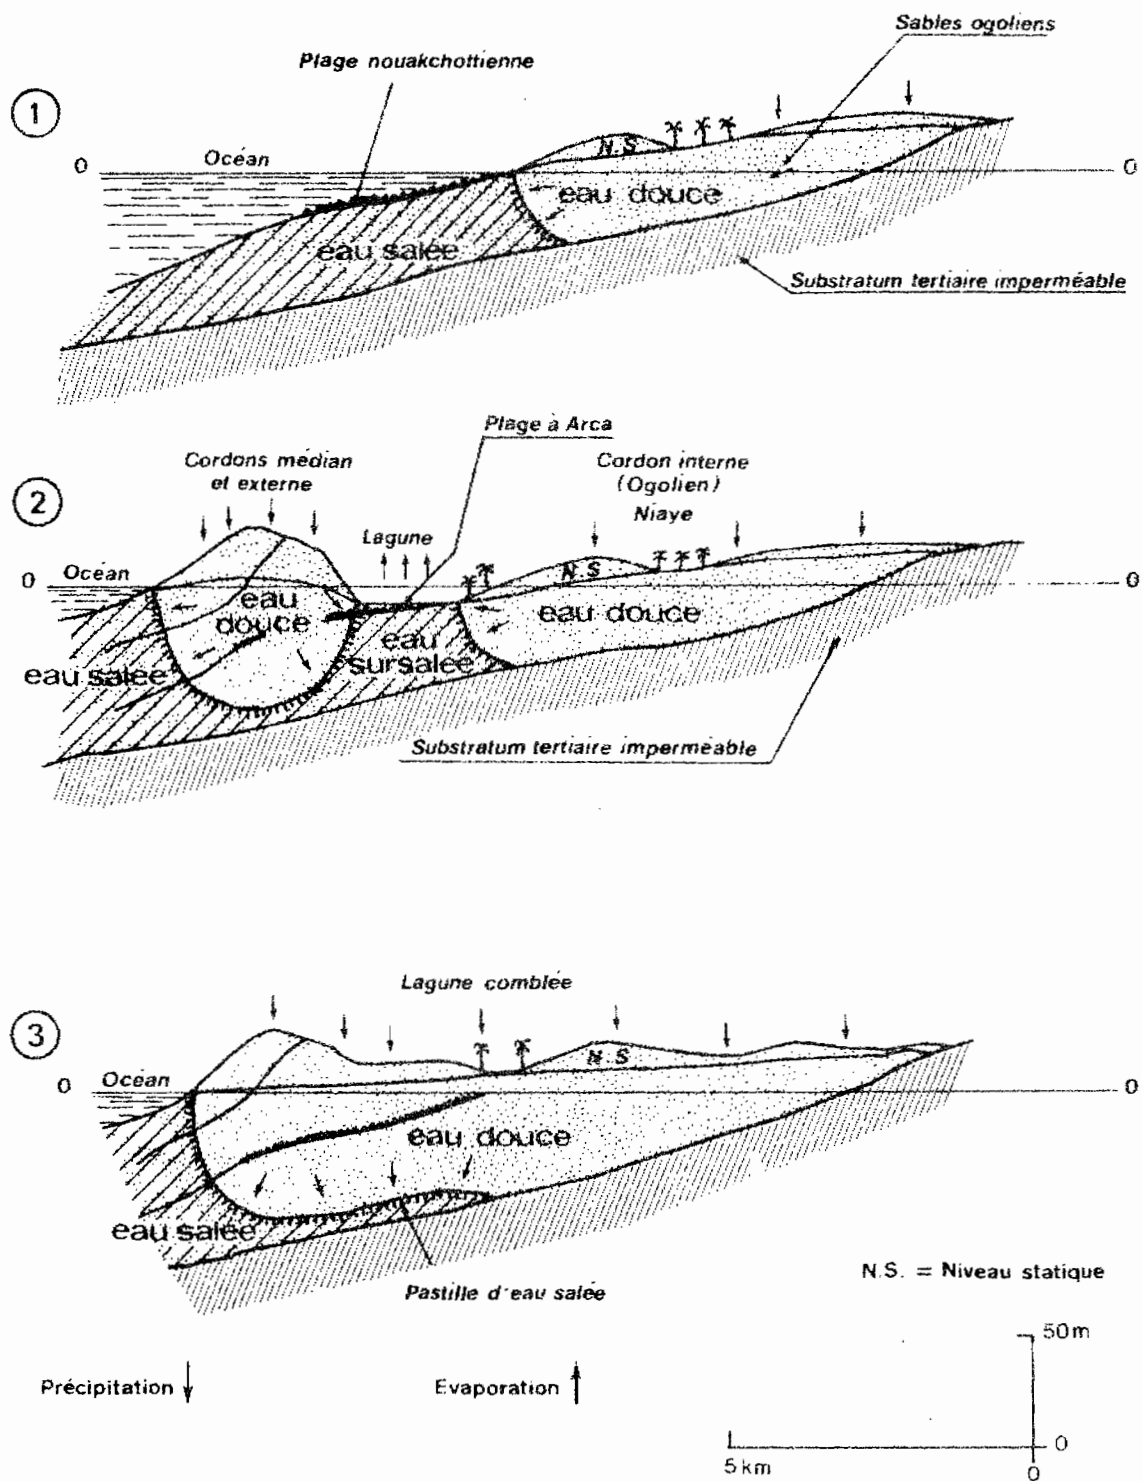 Sables ogoliens
Plage nouakchottienne
1
0
Océan
N.S
0
eau douce
eau salée
Substratum tertiaire imperméable
Plage à Arca
Cordons médian
et externe
Cordon interne
(Ogolien)
Niaye
2
Lagune
0
Océan
N S
0
eau
douce
eau douce
eau
sursalée
eau salée
Substratum tertiaire imperméable
Lagune comblée
3
N.S
0
Océan
0
eau douce
eau salée
Pastille d'eau salée
N.S. = Niveau statique
50m
Précipitation
Evaporation
0
5 km
0